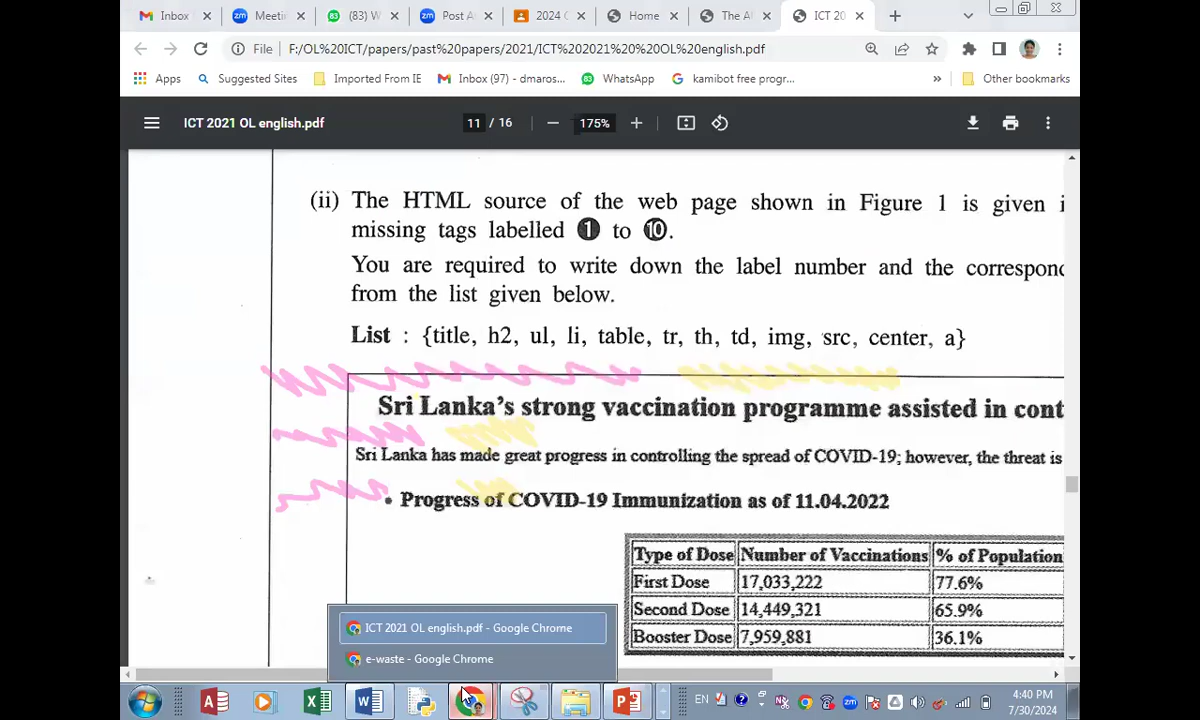 Inbox
Meeti
(83) W
Post A
2024 C
Home
The A
ICT 20
File F:/OL%20ICT/papers/past%20papers/2021/ICT%202021%20%20OL%20english.pdf
Apps Suggested Sites Imported From IE Inbox (97) - dmaros... WhatsApp kamibot free progr... » Other bookmarks
ICT 2021 OL english.pdf 11 / 16 175%
(ii) The HTML source of the web page shown in Figure 1 is given i
missing tags labelled ❶ to ❿.
You are required to write down the label number and the correspond
from the list given below.
List : {title, h2, ul, li, table, tr, th, td, img, src, center, a}
Sri Lanka's strong vaccination programme assisted in cont
Sri Lanka has made great progress in controlling the spread of COVID-19; however, the threat is
• Progress of COVID-19 Immunization as of 11.04.2022
Type of Dose Number of Vaccinations % of Population
First Dose 17,033,222 77.6%
Second Dose 14,449,321 65.9%
Booster Dose 7,959,881 36.1%
ICT 2021 OL english.pdf - Google Chrome
e-waste - Google Chrome
EN
4:40 PM
7/30/2024